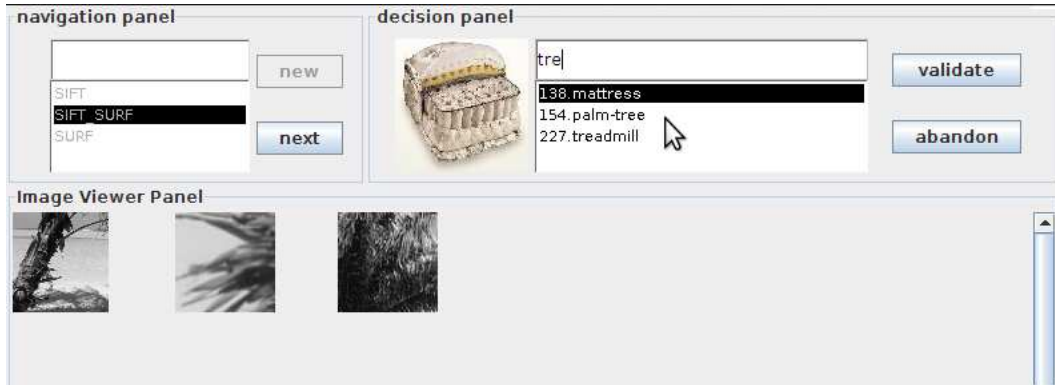 navigation panel
SIFT
SIFT_SURF
SURF
new
next
decision panel
tre
138.mattress
154.palm-tree
227.treadmill
validate
abandon
Image Viewer Panel